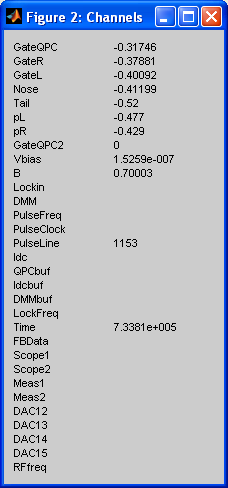 Figure 2: Channels
GateQPC -0.31746
GateR -0.37881
GateL -0.40092
Nose -0.41199
Tail -0.52
pL -0.477
pR -0.429
GateQPC2 0
Vbias 1.5259e-007
B 0.70003
Lockin
DMM
PulseFreq
PulseClock
PulseLine 1153
Idc
QPCbuf
Idcbuf
DMMbuf
LockFreq
Time 7.3381e+005
FBData
Scope1
Scope2
Meas1
Meas2
DAC12
DAC13
DAC14
DAC15
RFfreq